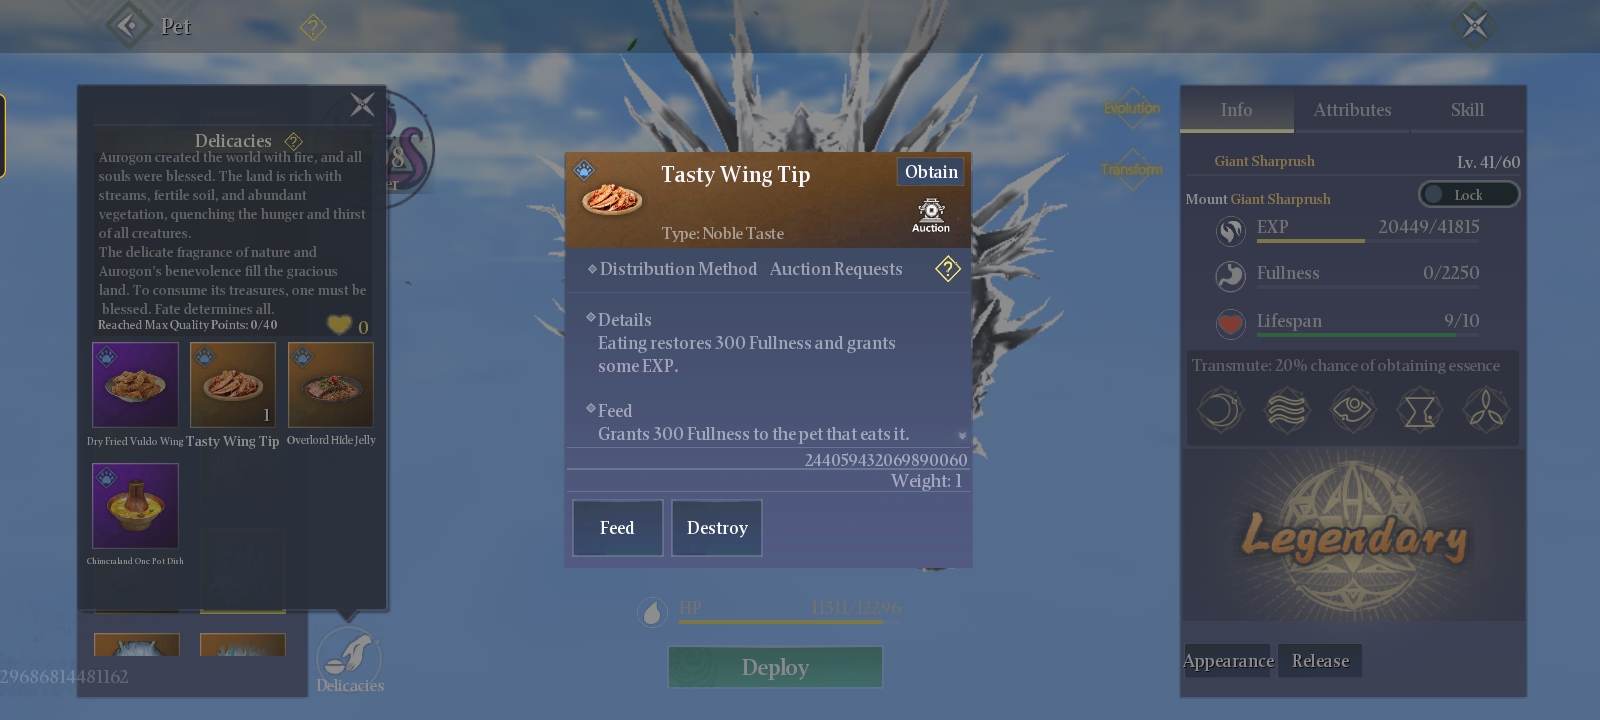 Pet
?
Delicacies ?
Aurogon created the world with fire, and all
souls were blessed. The land is rich with
streams, fertile soil, and abundant
vegetation, quenching the hunger and thirst
of all creatures.
The delicate fragrance of nature and
Aurogon's benevolence fill the gracious
land. To consume its treasures, one must be
blessed. Fate determines all.
Reached Max Quality Points: 0/40
0
1
Dry Fried Vuldo Wing
Tasty Wing Tip
Overlord Hide Jelly
Chimeraland One Pot Dish
29686814481162
Delicacies
Tasty Wing Tip
Obtain
Type: Noble Taste
Auction
Distribution Method Auction Requests
?
Details
Eating restores 300 Fullness and grants
some EXP.
Feed
Grants 300 Fullness to the pet that eats it.
244059432069890060
Weight: 1
Feed
Destroy
HP 11311/12296
Deploy
Evolution
Transform
Info
Attributes
Skill
Giant Sharprush
Lv. 41/60
Mount Giant Sharprush
Lock
EXP 20449/41815
Fullness 0/2250
Lifespan 9/10
Transmute: 20% chance of obtaining essence
Legendary
Appearance
Release